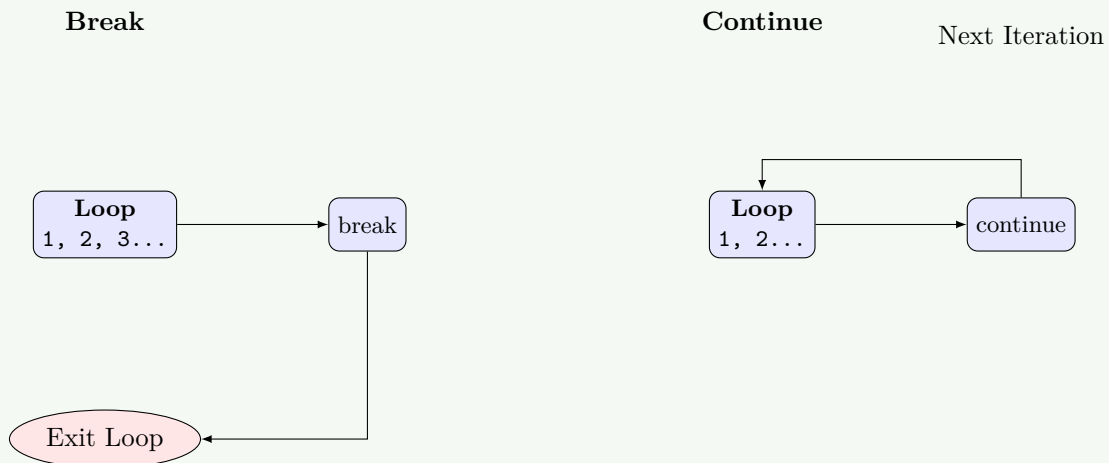 Break
Loop
1, 2, 3...
break
Exit Loop
Continue
Next Iteration
Loop
1, 2...
continue